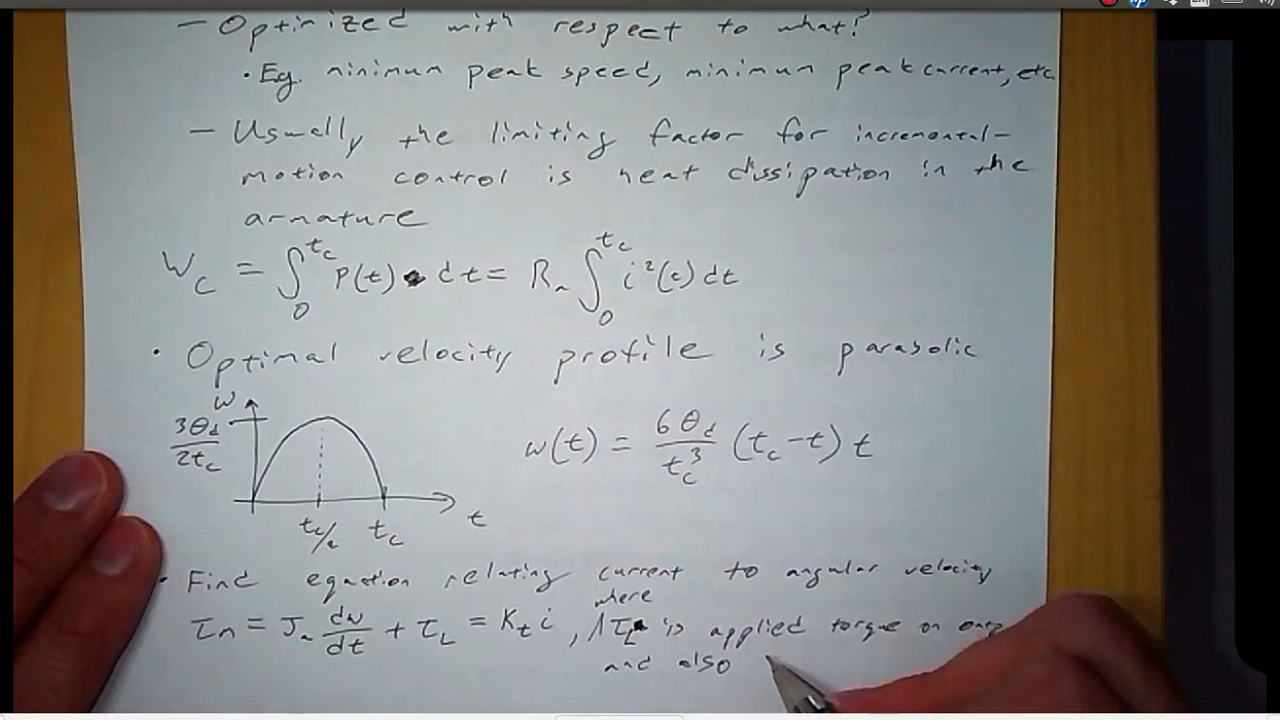 - Optimized with respect to what?
• Eg. minimum peak speed, minimum peak current, etc
- Usually the limiting factor for incremental-
motion control is heat dissipation in the
armature
W_C = ∫_0^{t_c} P(t) · dt = R_a ∫_0^{t_c} i²(t) dt
• Optimal velocity profile is parabolic
ω
3θ_d / 2t_c
t_c/2 t_c t
ω(t) = 6θ_d / t_c³ (t_c - t) t
• Find equation relating current to angular velocity
where
τ_m = J_m dω/dt + τ_L = K_t i , τ_L is applied torque on
and also